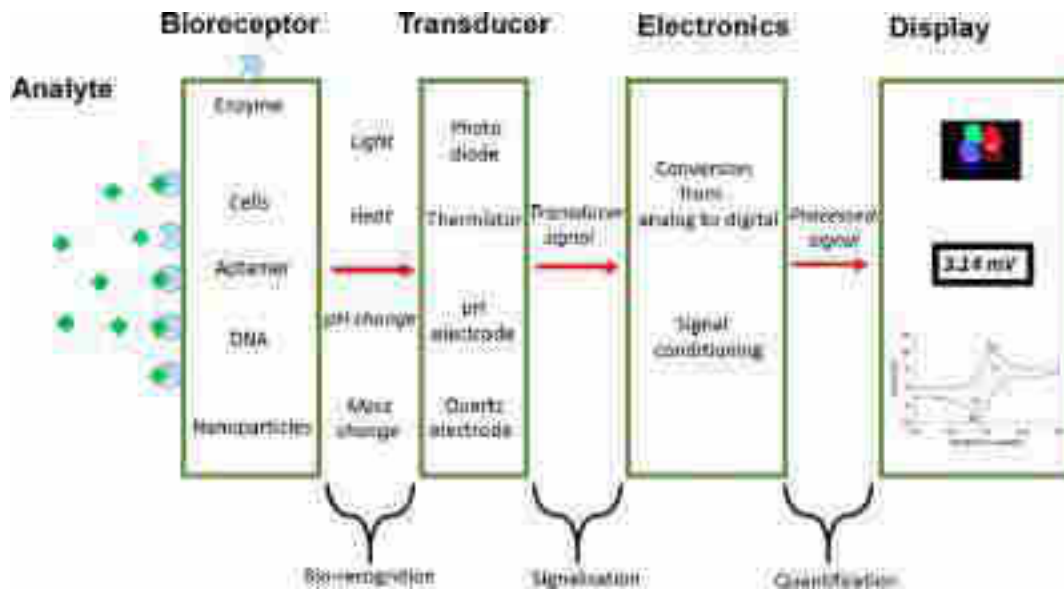 Bioreceptor
Transducer
Electronics
Display
Analyte
Enzyme
Cells
Aptamer
DNA
Nanoparticles
Light
Heat
pH change
Mass
change
Photo
diode
Thermistor
pH
electrode
Quartz
electrode
Transducer
signal
Conversion
from
analog to digital
Signal
conditioning
Processed
signal
3.14 mV
Bio-recognition
Signalisation
Quantification